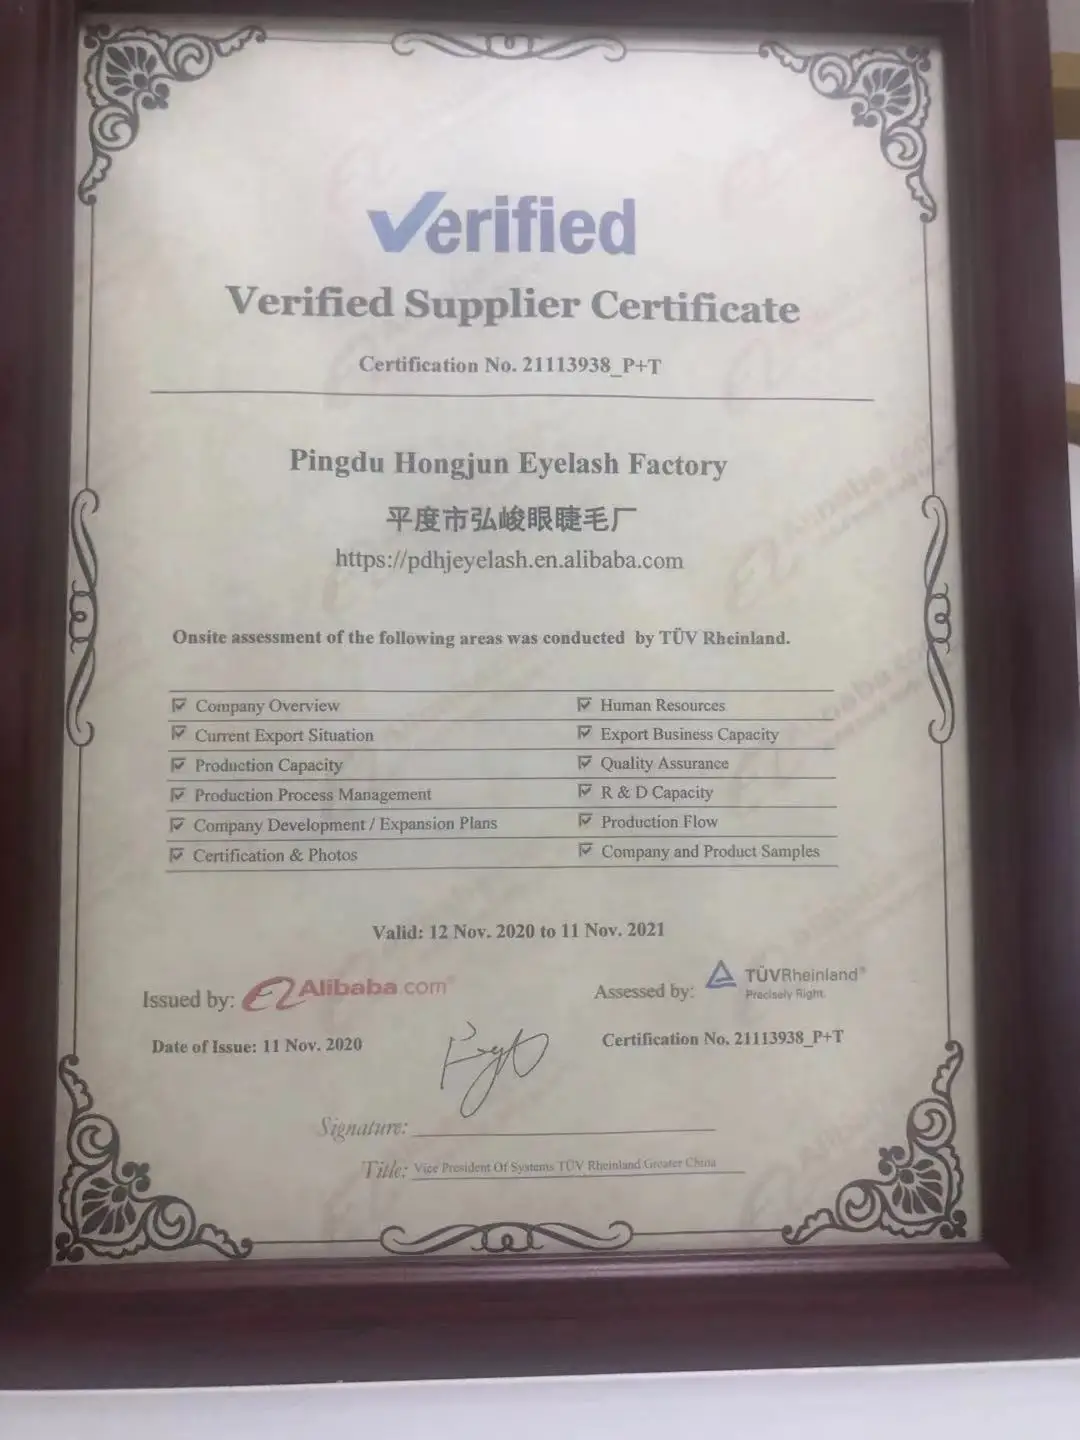 Verified
Verified Supplier Certificate
Certification No. 21113938_P+T
Pingdu Hongjun Eyelash Factory
平度市弘峻眼睫毛厂
https://pdhjeyelash.en.alibaba.com
Onsite assessment of the following areas was conducted by TÜV Rheinland.
Company Overview
Human Resources
Current Export Situation
Export Business Capacity
Production Capacity
Quality Assurance
Production Process Management
R & D Capacity
Company Development / Expansion Plans
Production Flow
Certification & Photos
Company and Product Samples
Valid: 12 Nov. 2020 to 11 Nov. 2021
Issued by: Alibaba.com®
Assessed by: TÜVRheinland®
Precisely Right.
Date of Issue: 11 Nov. 2020
Certification No. 21113938_P+T
Signature:
Title: Vice President Of Systems TÜV Rheinland Greater China